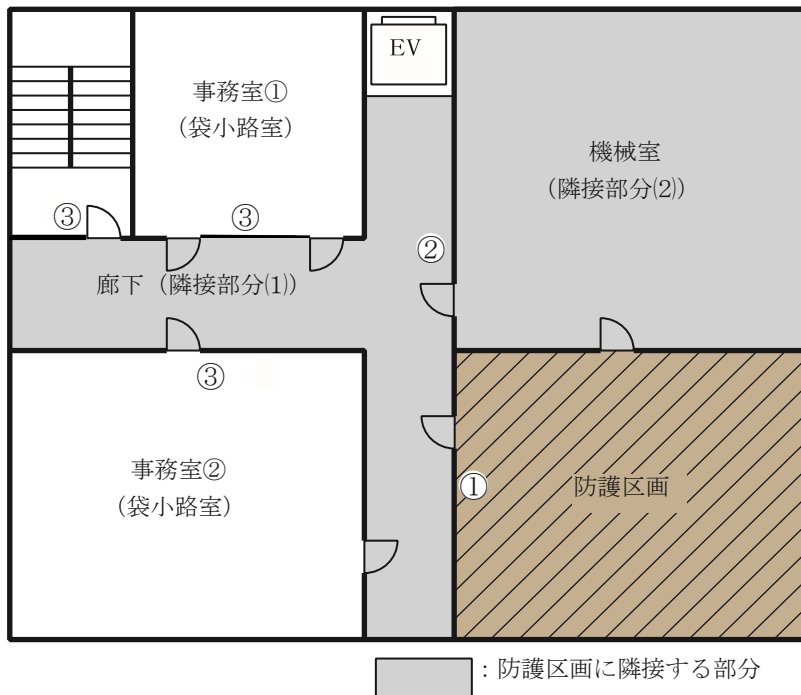 EV
事務室①
（袋小路室）
機械室
（隣接部分⑵）
③
③
②
廊下（隣接部分⑴）
③
事務室②
（袋小路室）
①
防護区画
：防護区画に隣接する部分